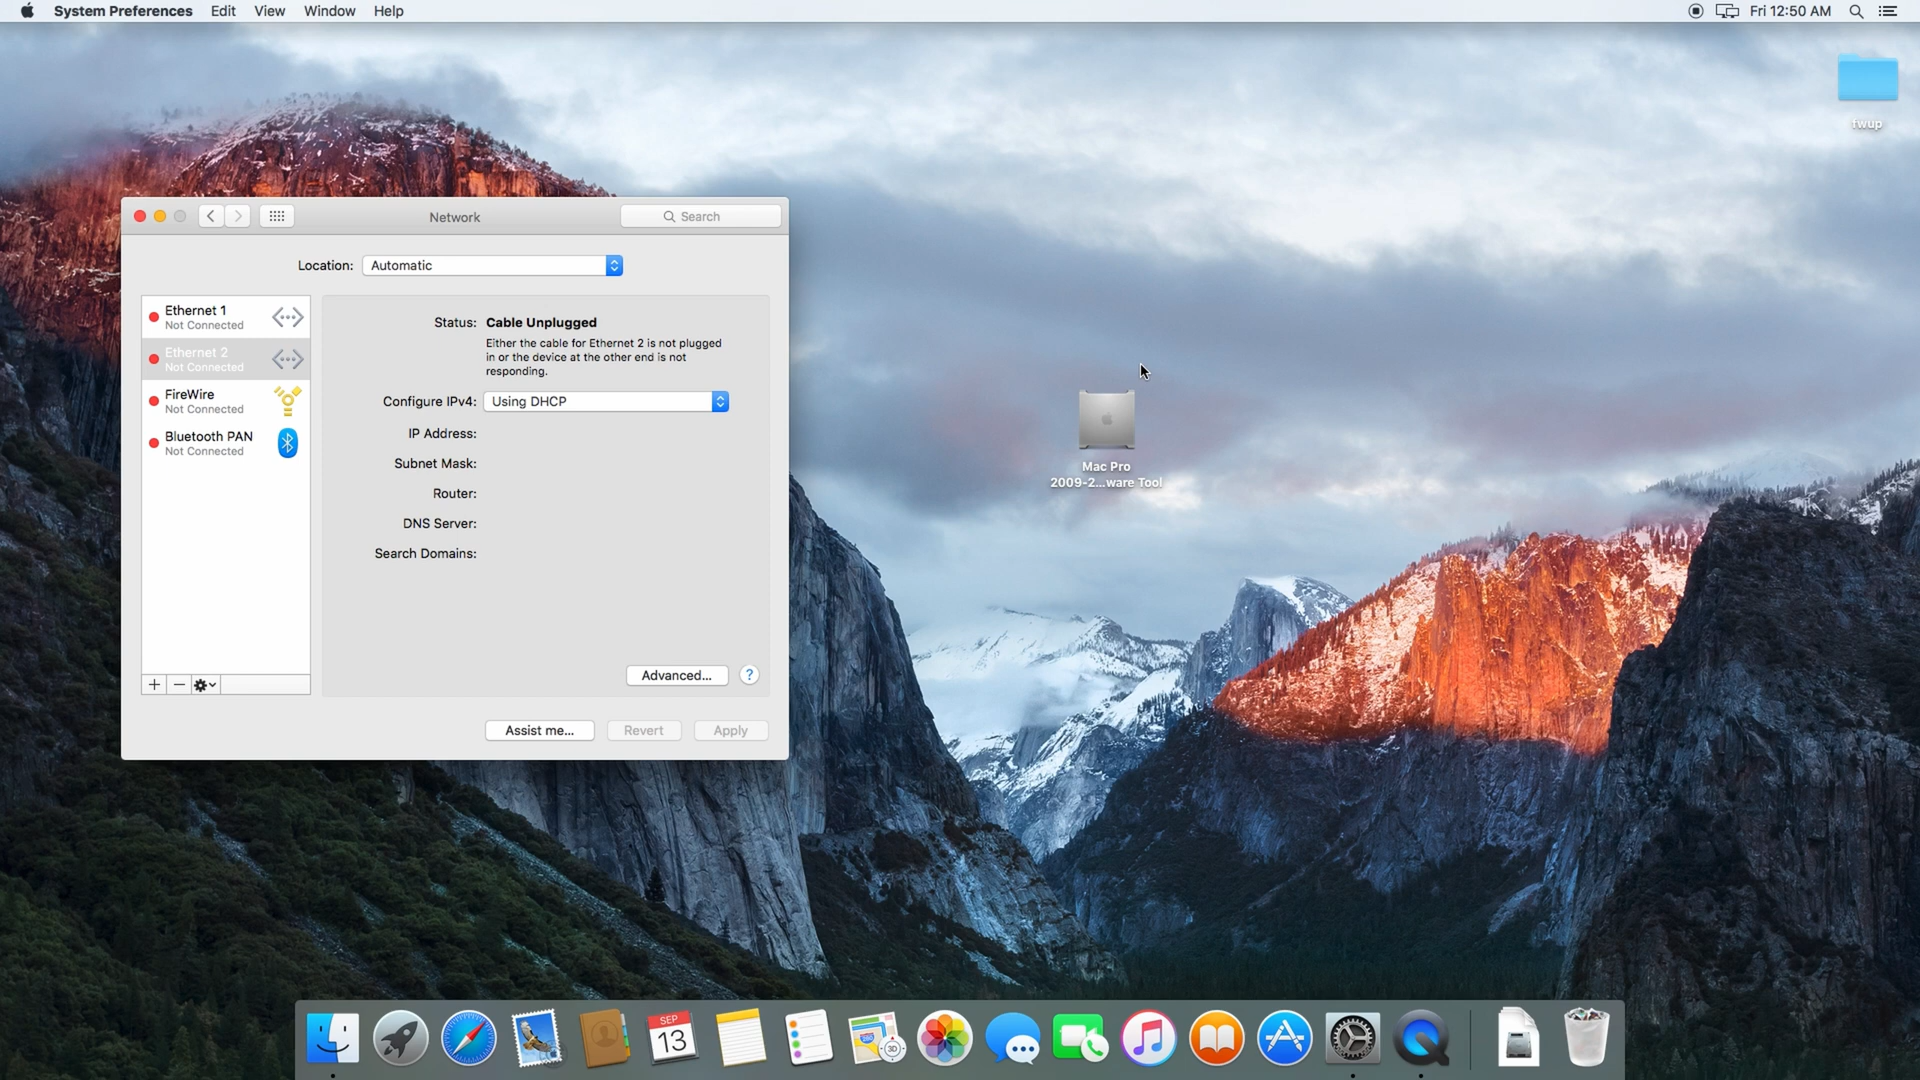 System Preferences Edit View Window Help
Fri 12:50 AM
fwup
Network
Search
Location: Automatic
Ethernet 1
Not Connected
Ethernet 2
Not Connected
FireWire
Not Connected
Bluetooth PAN
Not Connected
Status: Cable Unplugged
Either the cable for Ethernet 2 is not plugged
in or the device at the other end is not
responding.
Configure IPv4: Using DHCP
IP Address:
Subnet Mask:
Router:
DNS Server:
Search Domains:
Advanced... ?
Assist me... Revert Apply
Mac Pro
2009-2...ware Tool
SEP
13
3D